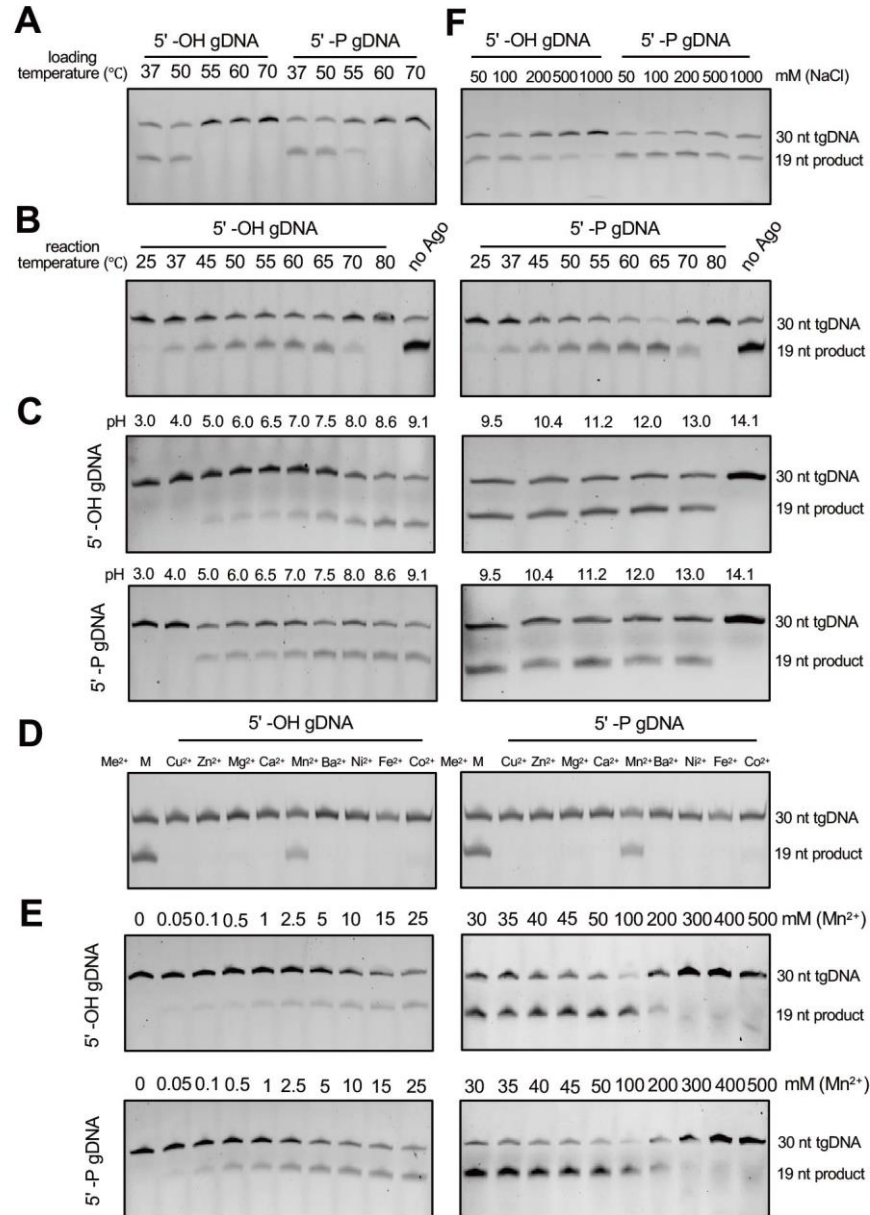 A
5' -OH gDNA 5' -P gDNA
loading temperature (℃) 37 50 55 60 70 37 50 55 60 70
F
5' -OH gDNA 5' -P gDNA
50 100 200 500 1000 50 100 200 500 1000 mM (NaCl)
30 nt tgDNA
19 nt product
B
5' -OH gDNA
reaction temperature (℃) 25 37 45 50 55 60 65 70 80 no Ago
5' -P gDNA
25 37 45 50 55 60 65 70 80 no Ago
30 nt tgDNA
19 nt product
C
pH 3.0 4.0 5.0 6.0 6.5 7.0 7.5 8.0 8.6 9.1
5' -OH gDNA
9.5 10.4 11.2 12.0 13.0 14.1
30 nt tgDNA
19 nt product
pH 3.0 4.0 5.0 6.0 6.5 7.0 7.5 8.0 8.6 9.1
5' -P gDNA
9.5 10.4 11.2 12.0 13.0 14.1
30 nt tgDNA
19 nt product
D
5' -OH gDNA
Me²⁺ M Cu²⁺ Zn²⁺ Mg²⁺ Ca²⁺ Mn²⁺ Ba²⁺ Ni²⁺ Fe²⁺ Co²⁺
5' -P gDNA
Me²⁺ M Cu²⁺ Zn²⁺ Mg²⁺ Ca²⁺ Mn²⁺ Ba²⁺ Ni²⁺ Fe²⁺ Co²⁺
30 nt tgDNA
19 nt product
E
0 0.05 0.1 0.5 1 2.5 5 10 15 25
5' -OH gDNA
30 35 40 45 50 100 200 300 400 500 mM (Mn²⁺)
30 nt tgDNA
19 nt product
0 0.05 0.1 0.5 1 2.5 5 10 15 25
5' -P gDNA
30 35 40 45 50 100 200 300 400 500 mM (Mn²⁺)
30 nt tgDNA
19 nt product